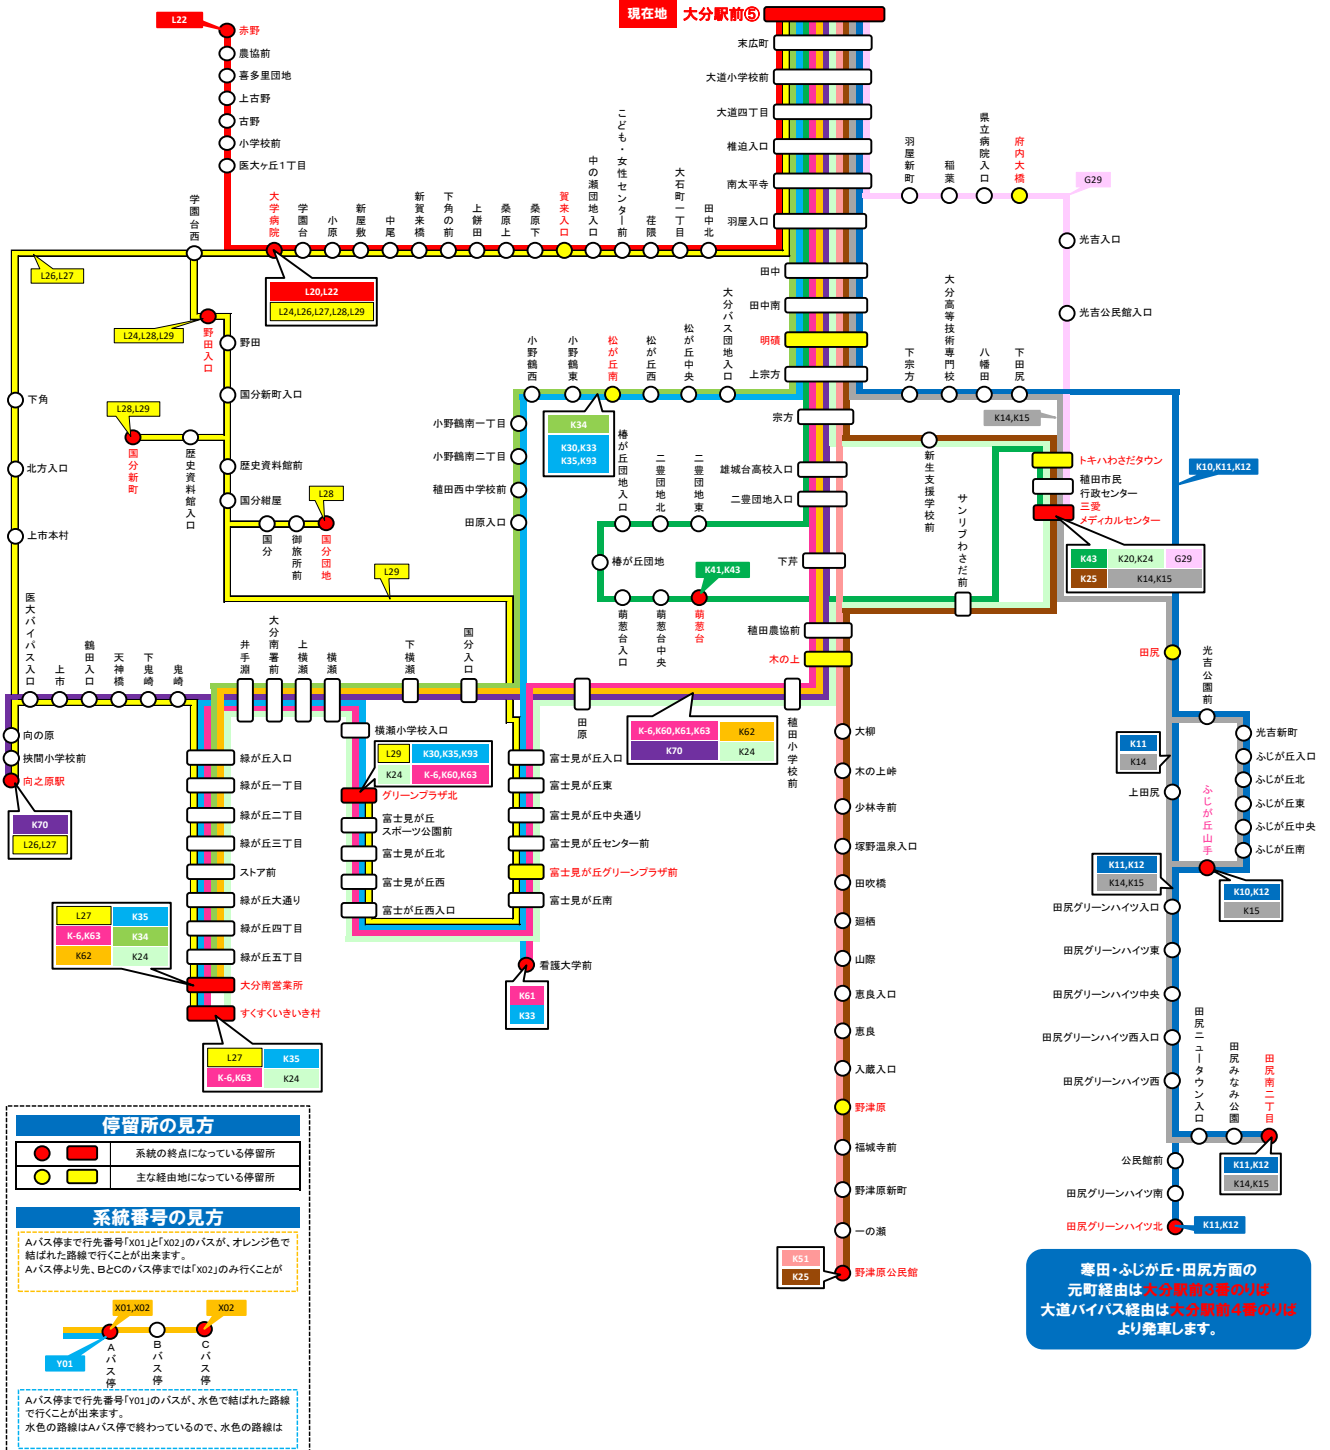 現在地 大分駅前⑤
末広町
大道小学校前
大道四丁目
椎迫入口
南太平寺
羽屋入口
田中
田中南
明磧
上宗方
宗方
雄城台高校入口
二豊団地入口
下芹
稙田農協前
木の上
L22
赤野
農協前
喜多里団地
上古野
古野
小学校前
医大ヶ丘1丁目
学園台西
大学病院
学園台
小原
新屋敷
中尾
新賀来橋
下角の前
上餅田
桑原上
桑原下
賀来入口
中の瀬団地入口
こども・女性センター前
荏隈
大石町一丁目
田中北
L20,L22
L24,L26,L27,L28,L29
L26,L27
L24,L28,L29
野田入口
野田
国分新町入口
L28,L29
国分新町
歴史資料館入口
歴史資料館前
国分紺屋
L28
国分
御旅所前
国分団地
L29
下角
北方入口
上市本村
医大バイパス入口
上市
鶴田入口
天神橋
下鬼崎
鬼崎
向の原
挾間小学校前
向之原駅
K70
L26,L27
羽屋新町
稲葉
県立病院入口
府内大橋
G29
光吉入口
光吉公民館入口
小野鶴西
小野鶴東
松が丘南
松が丘西
松が丘中央
大分バス団地入口
K34
K30,K33
K35,K93
小野鶴南一丁目
小野鶴南二丁目
稙田西中学校前
田原入口
下宗方
大分高等技術専門校
八幡田
下田尻
K14,K15
K10,K11,K12
新生支援学校前
トキハわさだタウン
稙田市民
行政センター
三愛
メディカルセンター
サンリブわさだ前
K43 K20,K24 G29
K25 K14,K15
椿が丘団地入口
二豊団地北
二豊団地東
椿が丘団地
K41,K43
萌葱台入口
萌葱台中央
萌葱台
井手淵
大分南署前
上横瀬
横瀬
下横瀬
国分入口
田原
稙田小学校前
K-6,K60,K61,K63 K62
K70 K24
横瀬小学校入口
L29 K30,K35,K93
K24 K-6,K60,K63
グリーンプラザ北
富士見が丘
スポーツ公園前
富士見が丘北
富士見が丘西
富士が丘西入口
富士見が丘入口
富士見が丘東
富士見が丘中央通り
富士見が丘センター前
富士見が丘グリーンプラザ前
富士見が丘南
看護大学前
K61
K33
緑が丘入口
緑が丘一丁目
緑が丘二丁目
緑が丘三丁目
ストア前
緑が丘大通り
緑が丘四丁目
緑が丘五丁目
大分南営業所
すくすくいきいき村
L27 K35
K-6,K63 K34
K62 K24
L27 K35
K-6,K63 K24
大柳
木の上峠
少林寺前
塚野温泉入口
田吹橋
廻栖
山際
恵良入口
恵良
入蔵入口
野津原
福城寺前
野津原新町
一の瀬
野津原公民館
K51
K25
田尻
光吉公園前
光吉新町
ふじが丘入口
ふじが丘北
ふじが丘東
ふじが丘中央
ふじが丘南
ふじが丘山手
K11
K14
上田尻
K11,K12
K14,K15
K10,K12
K15
田尻グリーンハイツ入口
田尻グリーンハイツ東
田尻グリーンハイツ中央
田尻グリーンハイツ西入口
田尻グリーンハイツ西
田尻ニュータウン入口
田尻みなみ公園
田尻南二丁目
K11,K12
K14,K15
公民館前
田尻グリーンハイツ南
田尻グリーンハイツ北
K11,K12
停留所の見方
系統の終点になっている停留所
主な経由地になっている停留所
系統番号の見方
Aバス停まで行先番号「X01」と「X02」のバスが、オレンジ色で
結ばれた路線で行くことが出来ます。
Aバス停より先、BとCのバス停までは「X02」のみ行くことが
X01,X02
X02
Y01
Aバス停
Bバス停
Cバス停
Aバス停まで行先番号「Y01」のバスが、水色で結ばれた路線
で行くことが出来ます。
水色の路線はAバス停で終わっているので、水色の路線は
寒田・ふじが丘・田尻方面の
元町経由は大分駅前3番のりば
大道バイパス経由は大分駅前4番のりば
より発車します。